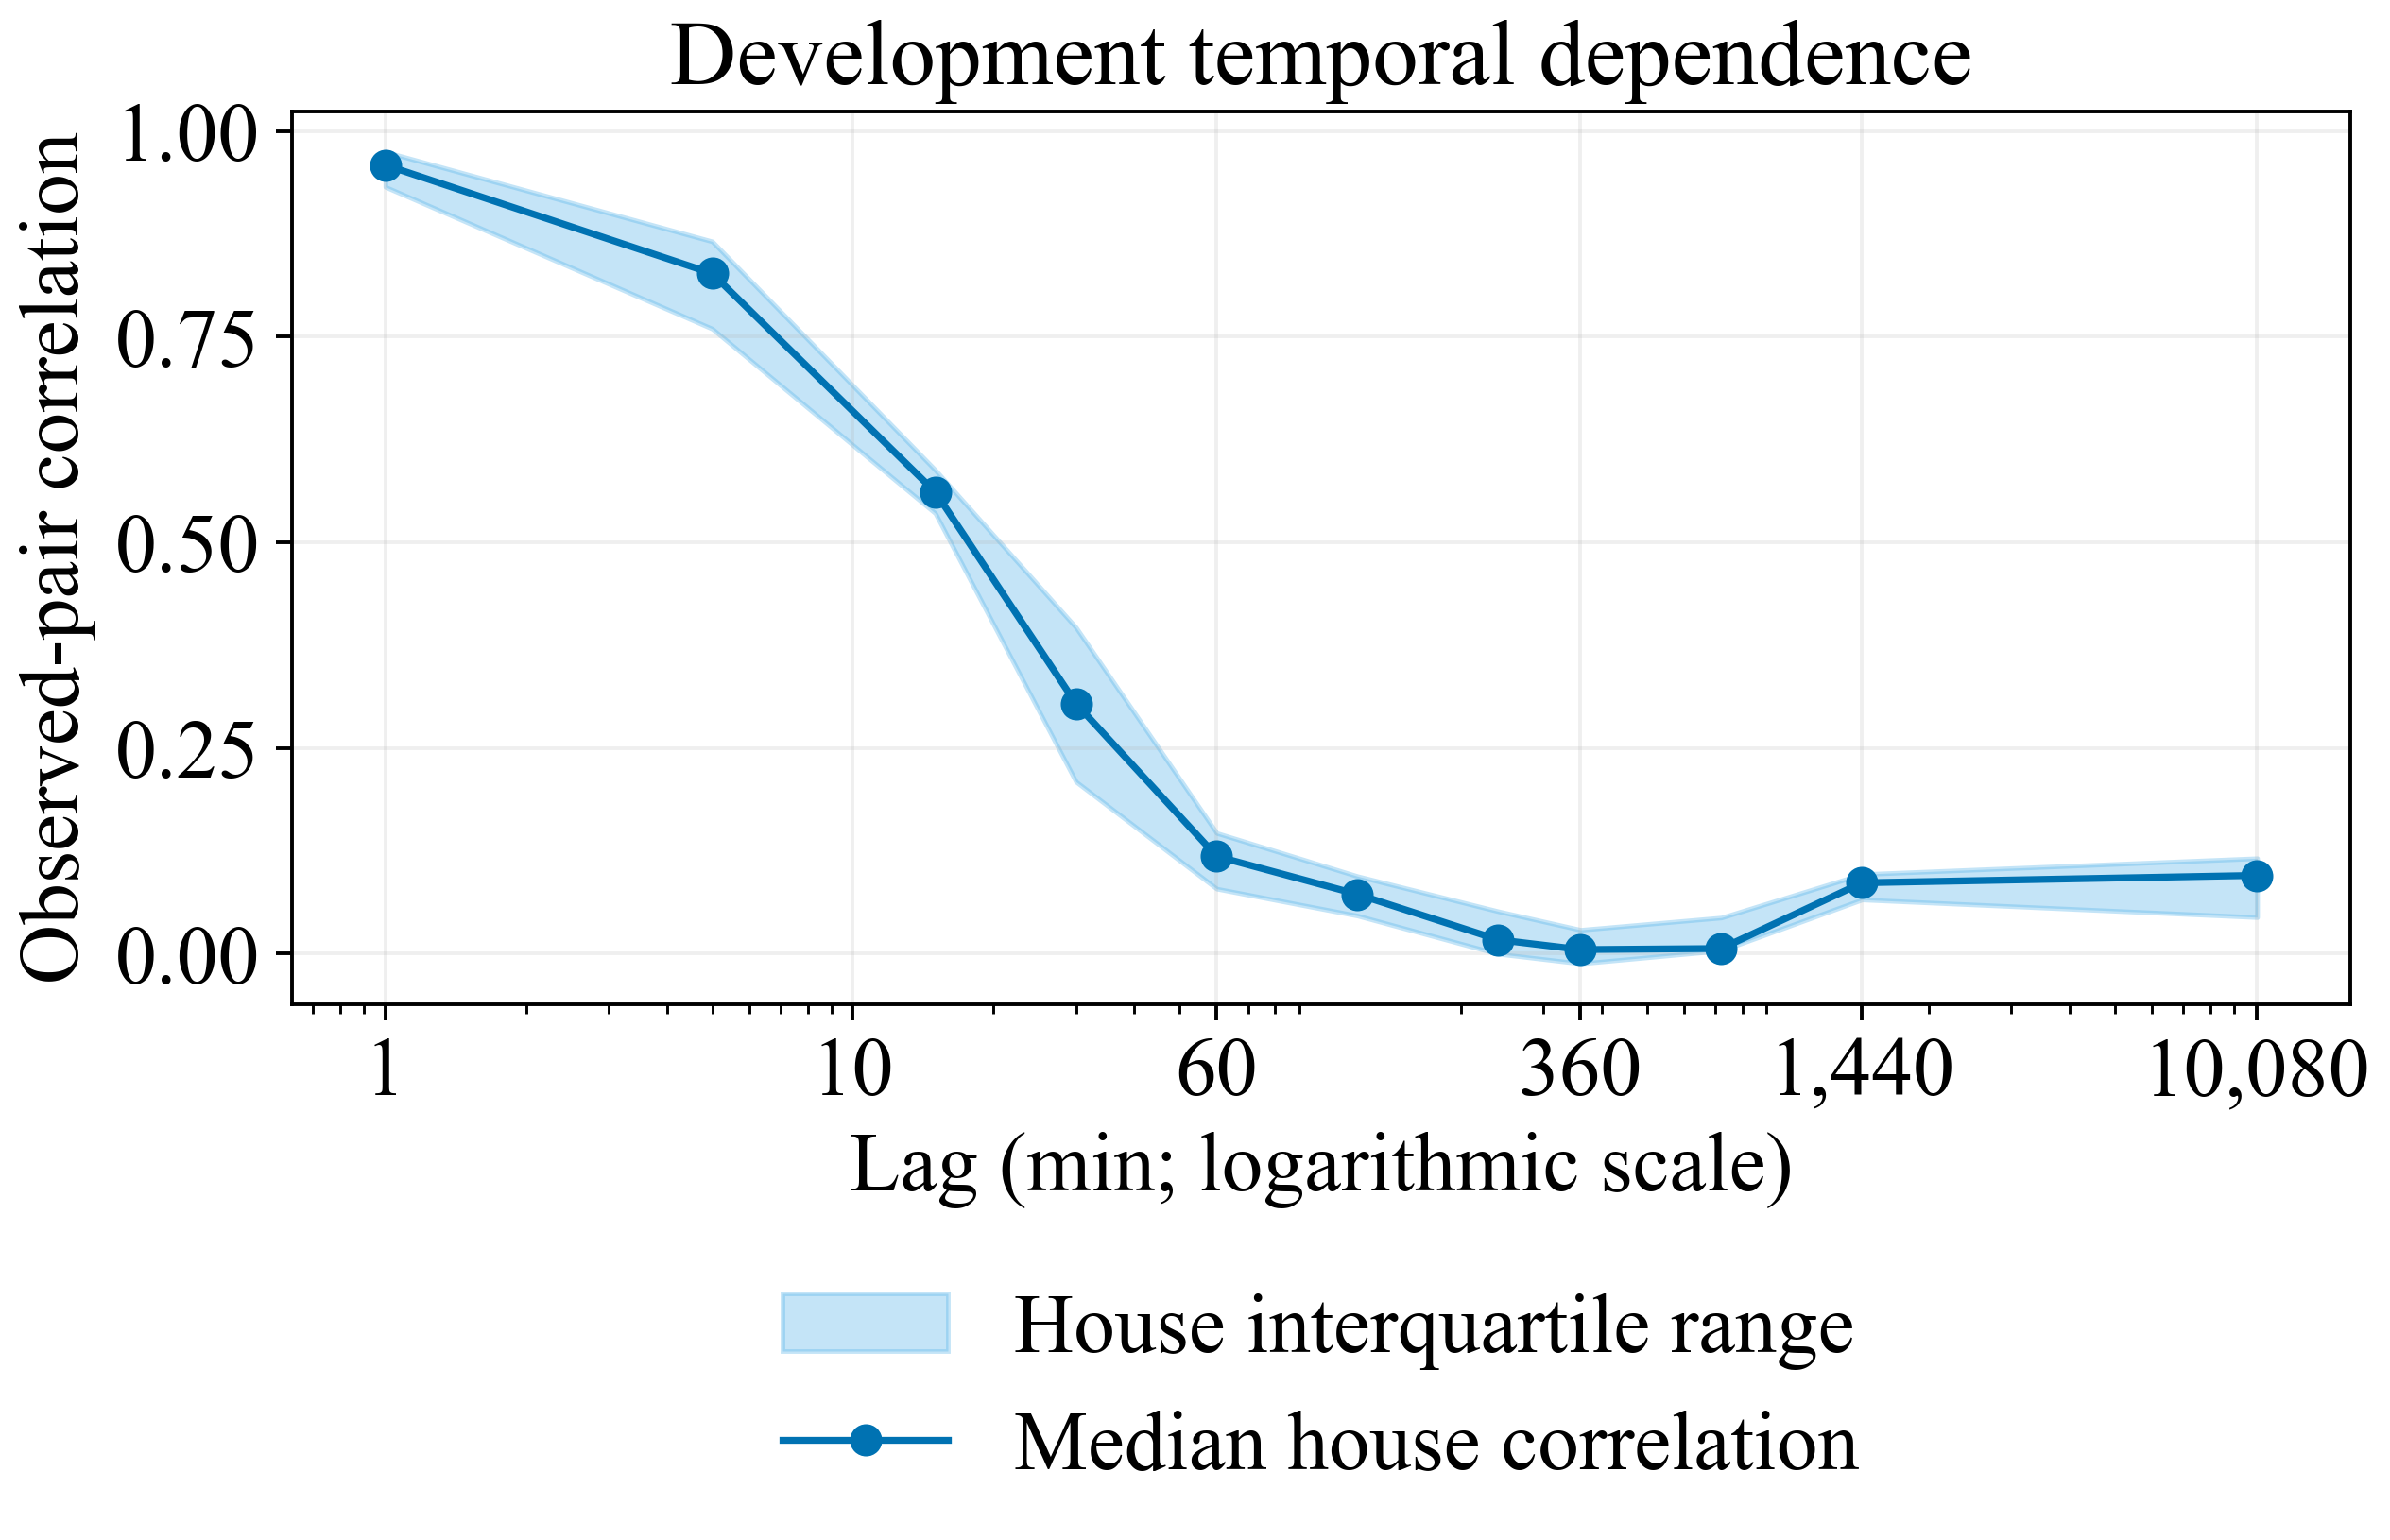 Development temporal dependence
Observed-pair correlation
1.00
0.75
0.50
0.25
0.00
1 10 60 360 1,440 10,080
Lag (min; logarithmic scale)
House interquartile range
Median house correlation